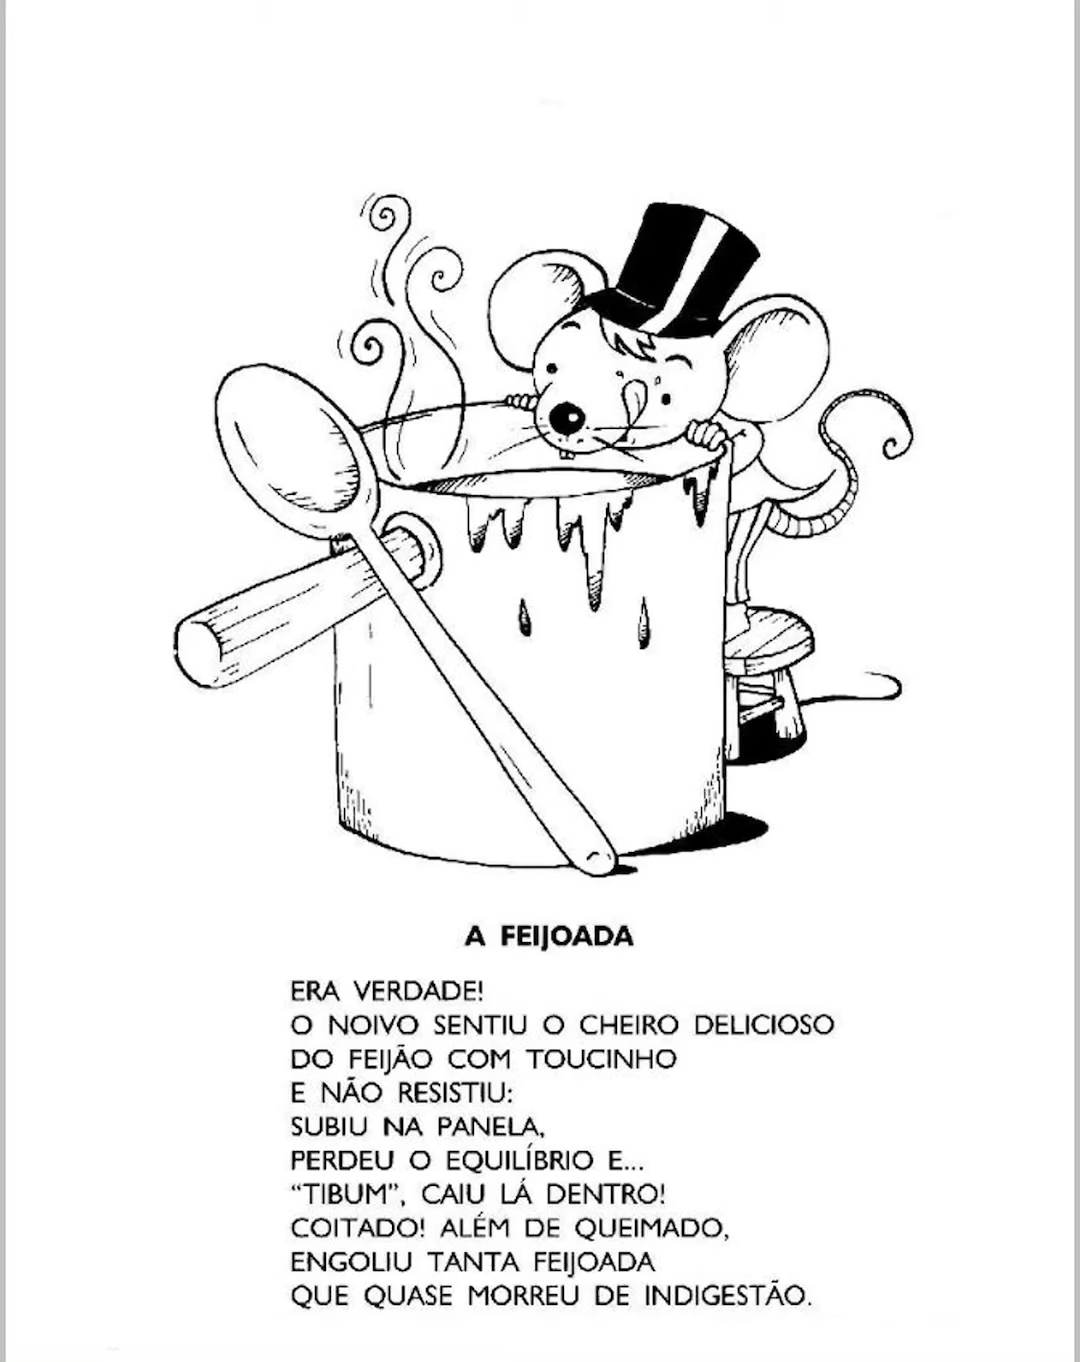 A FEIJOADA
ERA VERDADE!
O NOIVO SENTIU O CHEIRO DELICIOSO
DO FEIJÃO COM TOUCINHO
E NÃO RESISTIU:
SUBIU NA PANELA,
PERDEU O EQUILÍBRIO E...
“TIBUM”, CAIU LÁ DENTRO!
COITADO! ALÉM DE QUEIMADO,
ENGOLIU TANTA FEIJOADA
QUE QUASE MORREU DE INDIGESTÃO.